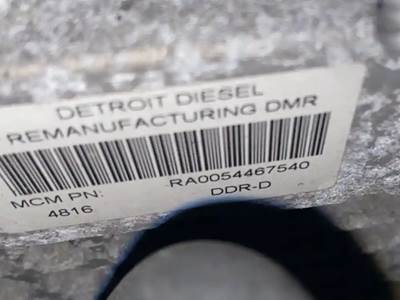 DETROIT DIESEL
REMANUFACTURING DMR
MCM PN: RA0054467540
4816 DDR-D